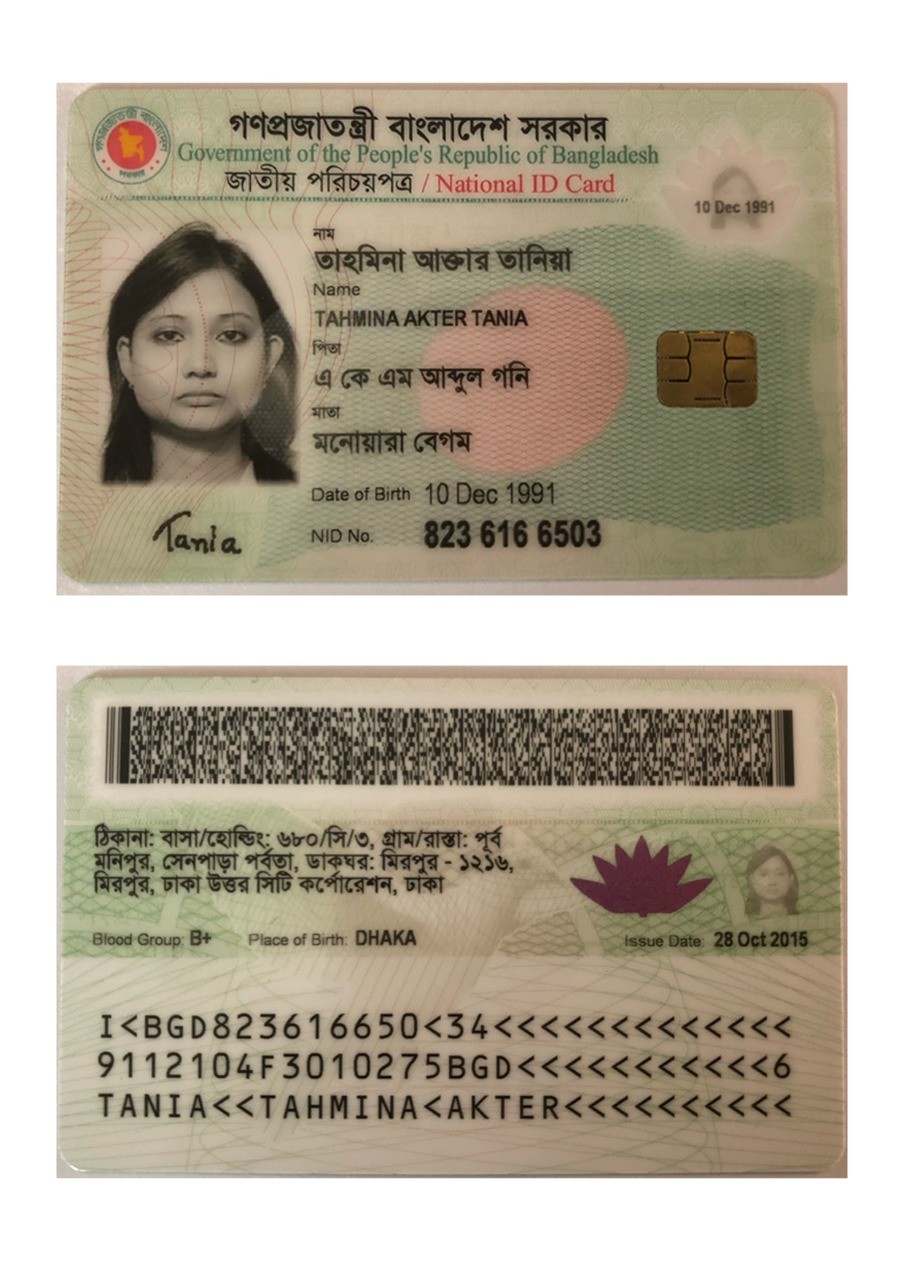 গণপ্রজাতন্ত্রী বাংলাদেশ সরকার
Government of the People's Republic of Bangladesh
জাতীয় পরিচয়পত্র / National ID Card
10 Dec 1991
নাম
তাহমিনা আক্তার তানিয়া
Name
TAHMINA AKTER TANIA
পিতা
এ কে এম আব্দুল গনি
মাতা
মনোয়ারা বেগম
Date of Birth 10 Dec 1991
NID No. 823 616 6503
Tania
ঠিকানা: বাসা/হোল্ডিং: ৬৮০/সি/৩, গ্রাম/রাস্তা: পূর্ব
মনিপুর, সেনপাড়া পর্বতা, ডাকঘর: মিরপুর - ১২১৬,
মিরপুর, ঢাকা উত্তর সিটি কর্পোরেশন, ঢাকা
Blood Group: B+ Place of Birth: DHAKA Issue Date: 28 Oct 2015
I<BGD823616650<34<<<<<<<<<<<<<
9112104F3010275BGD<<<<<<<<<<<6
TANIA<<TAHMINA<AKTER<<<<<<<<<<